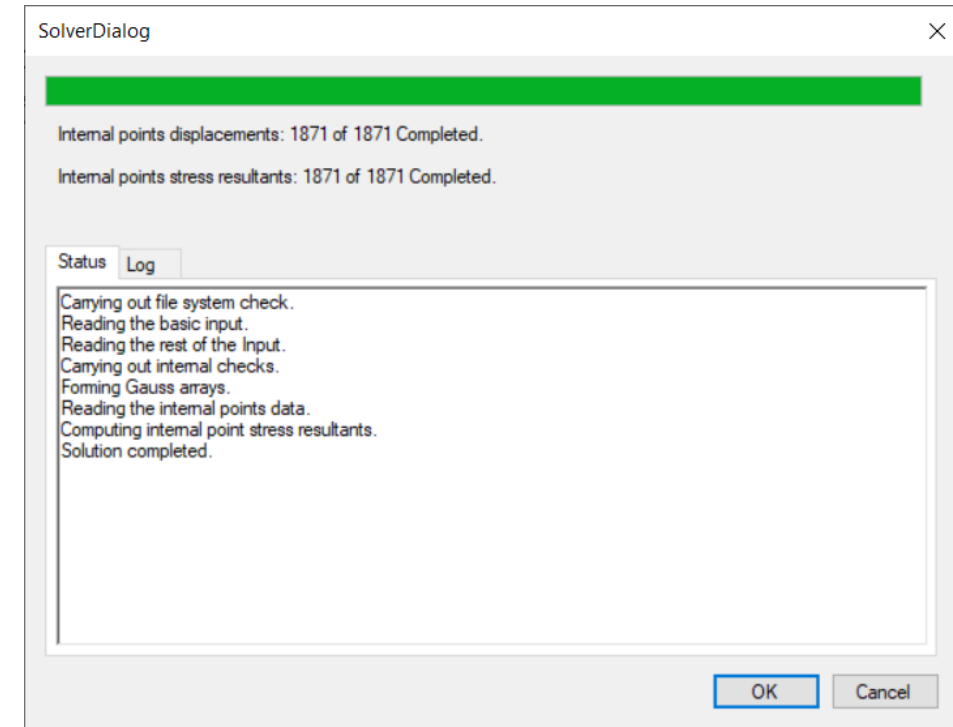 SolverDialog
Internal points displacements: 1871 of 1871 Completed.
Internal points stress resultants: 1871 of 1871 Completed.
Status Log
Carrying out file system check.
Reading the basic input.
Reading the rest of the Input.
Carrying out internal checks.
Forming Gauss arrays.
Reading the internal points data.
Computing internal point stress resultants.
Solution completed.
OK Cancel